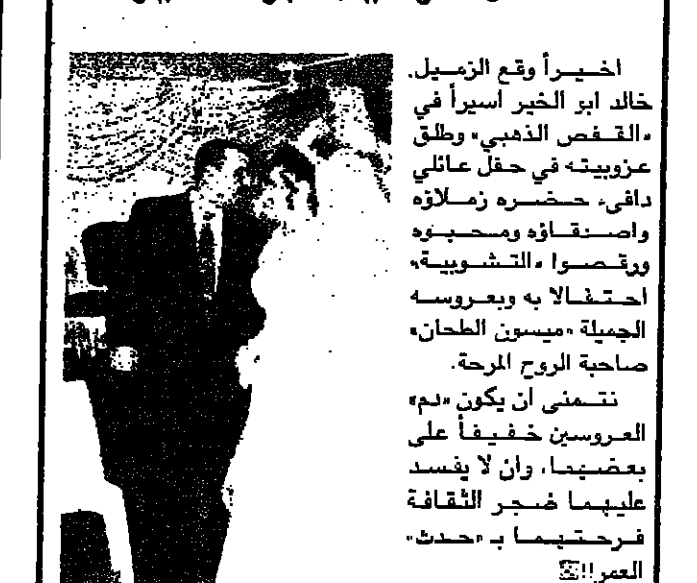 اخيراً وقع الزميل.
خالد ابو الخير اسيراً في
«القفص الذهبي» وطلق
عزوبيته في حفل عائلي
دافىء حضره زملاؤه
واصدقاؤه ومحبوه
ورقصوا «التشوبية»
احتفالا به وبعروسه
الجميلة «ميسون الطحان»
صاحبة الروح المرحة.
نتمنى ان يكون «دم»
العروسين خفيفاً على
بعضيهما، وان لا يفسد
عليهما ضجر الثقافة
فرحتيهما بـ «حدث»
العمر!!